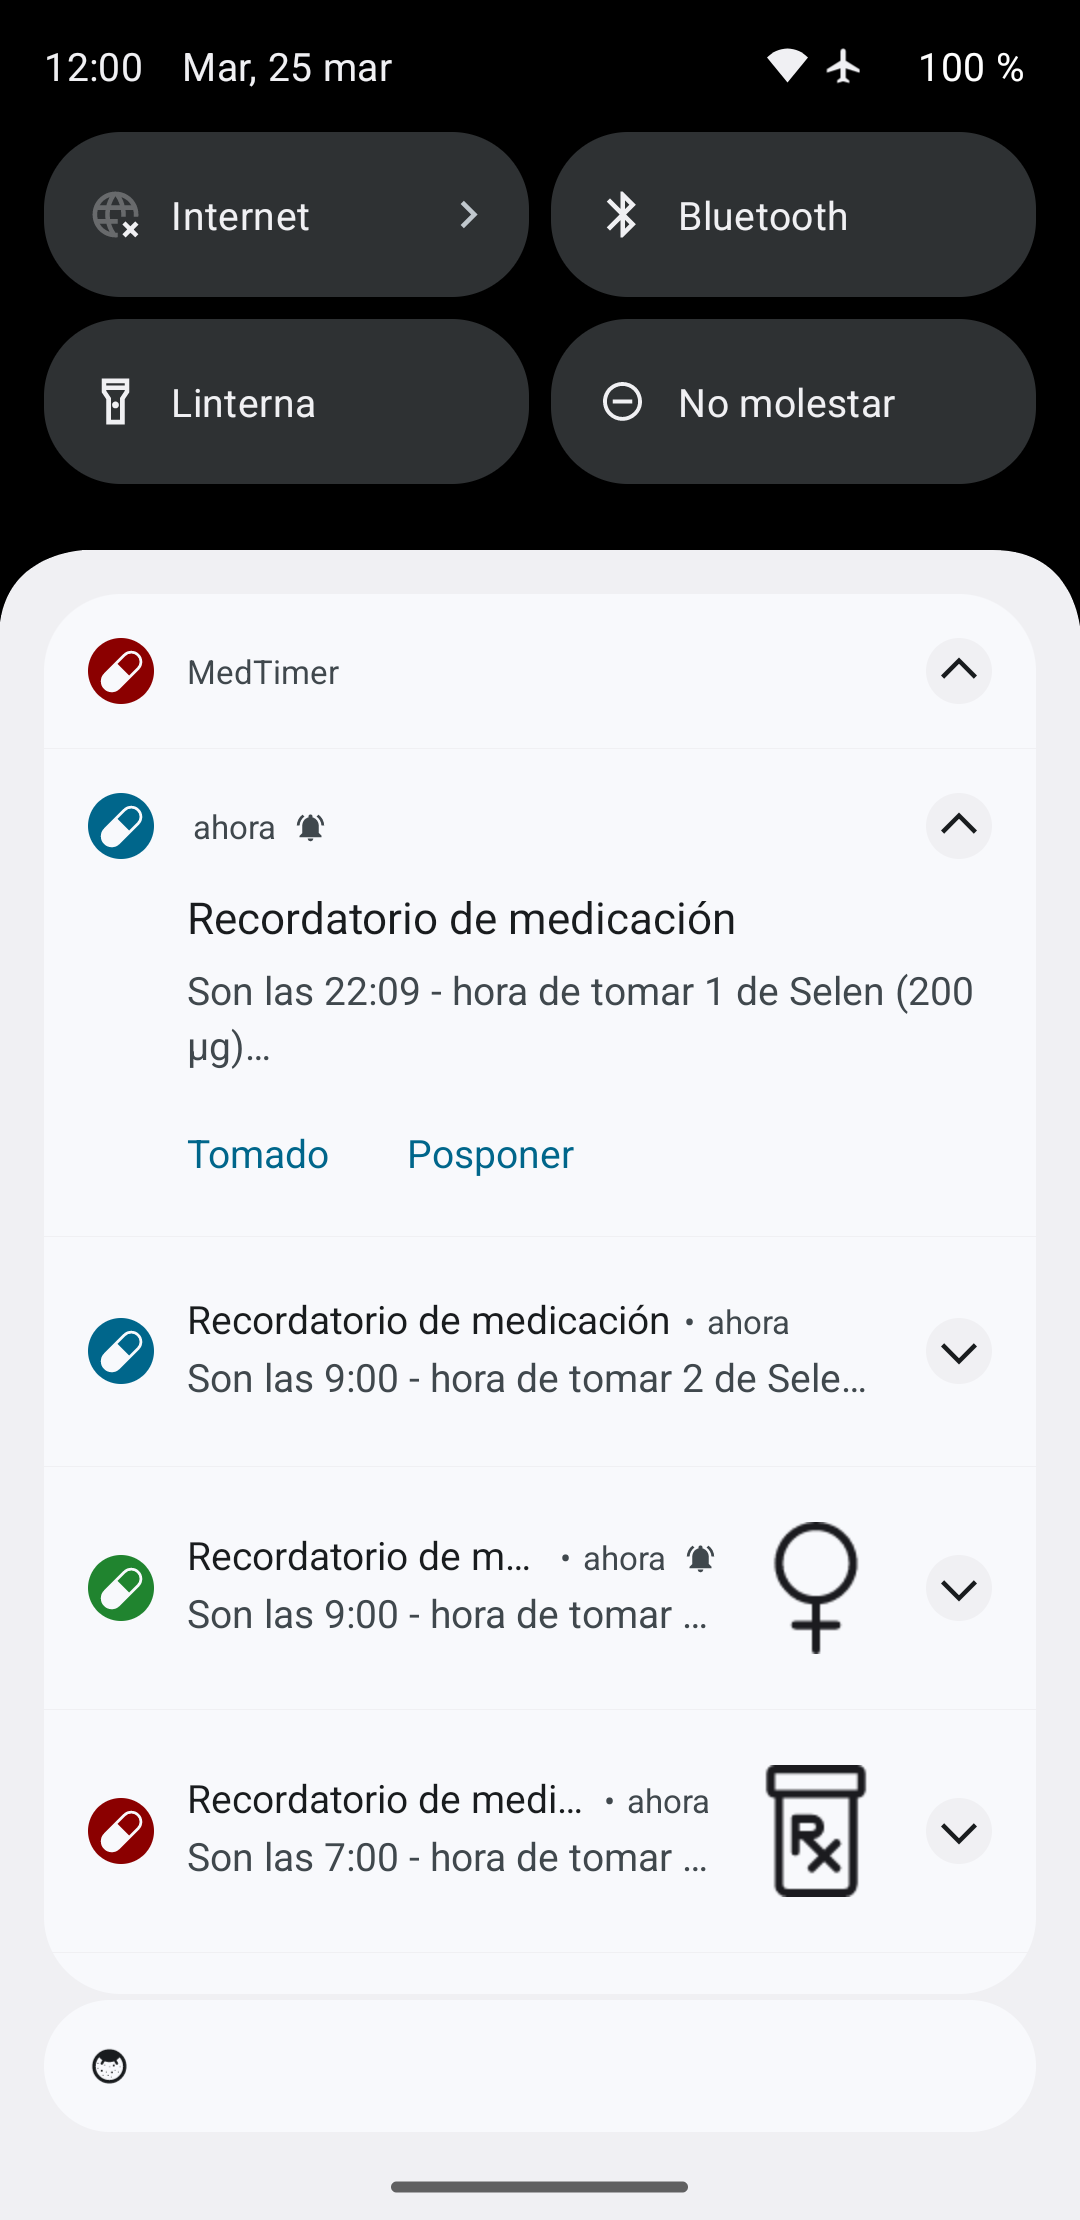 12:00 Mar, 25 mar 100 %
Internet
Bluetooth
Linterna
No molestar
MedTimer
ahora
Recordatorio de medicación
Son las 22:09 - hora de tomar 1 de Selen (200
µg)…
Tomado Posponer
Recordatorio de medicación • ahora
Son las 9:00 - hora de tomar 2 de Sele…
Recordatorio de m… • ahora
Son las 9:00 - hora de tomar …
Recordatorio de medi… • ahora
Son las 7:00 - hora de tomar …
Rx